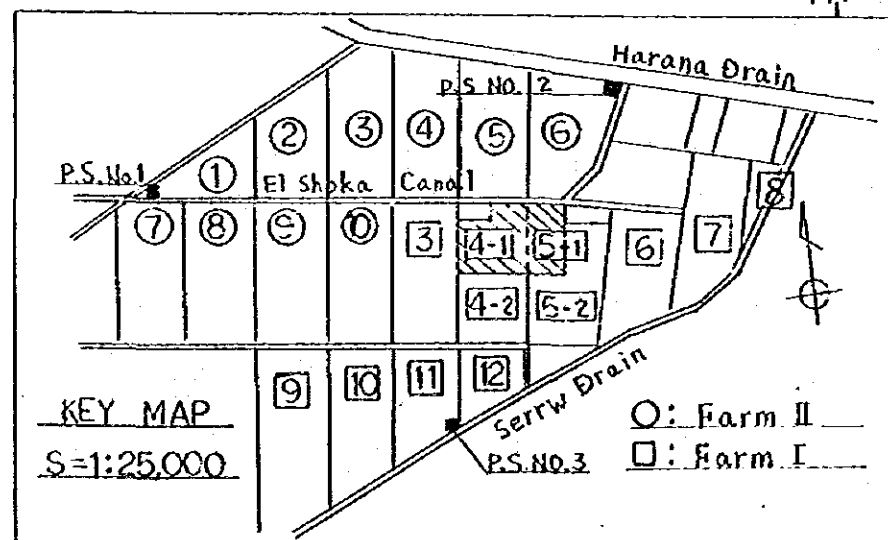 Harana Drain
P.S NO. 2
② ③ ④ ⑤ ⑥
①
P.S.No.1
El Shoka Canal
8
⑦ ⑧ ⑨ ⑩ 3 4-1 5-1 6 7
4-2 5-2
9 10 11 12
Serrw Drain
KEY MAP
S=1:25,000
P.S.NO.3
○: Farm II
□: Farm I